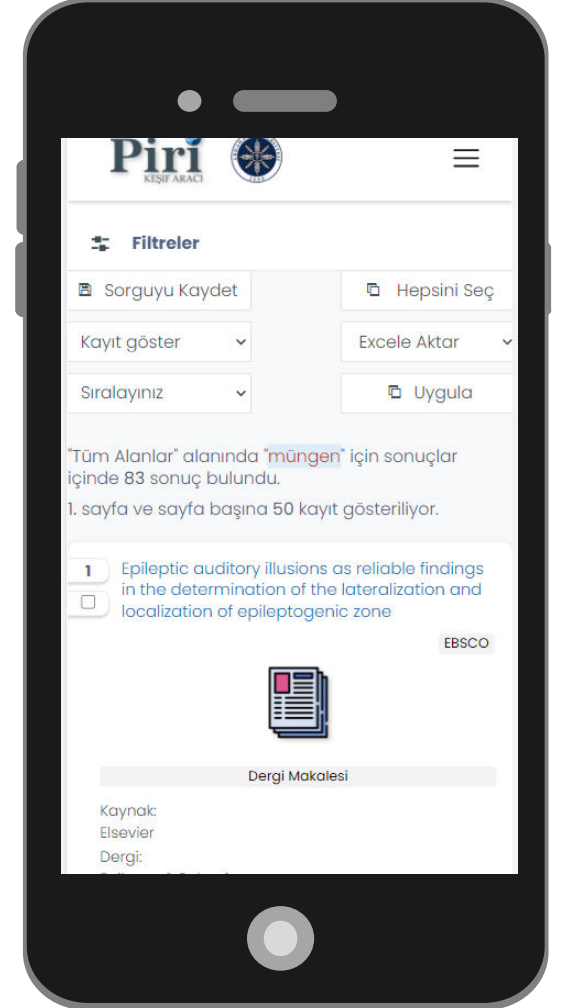 Piri
KEŞİF ARACI
Filtreler
Sorguyu Kaydet
Hepsini Seç
Kayıt göster
Excele Aktar
Sıralayınız
Uygula
"Tüm Alanlar" alanında "müngen" için sonuçlar
içinde 83 sonuç bulundu.
1. sayfa ve sayfa başına 50 kayıt gösteriliyor.
1
Epileptic auditory illusions as reliable findings
in the determination of the lateralization and
localization of epileptogenic zone
EBSCO
Dergi Makalesi
Kaynak:
Elsevier
Dergi: